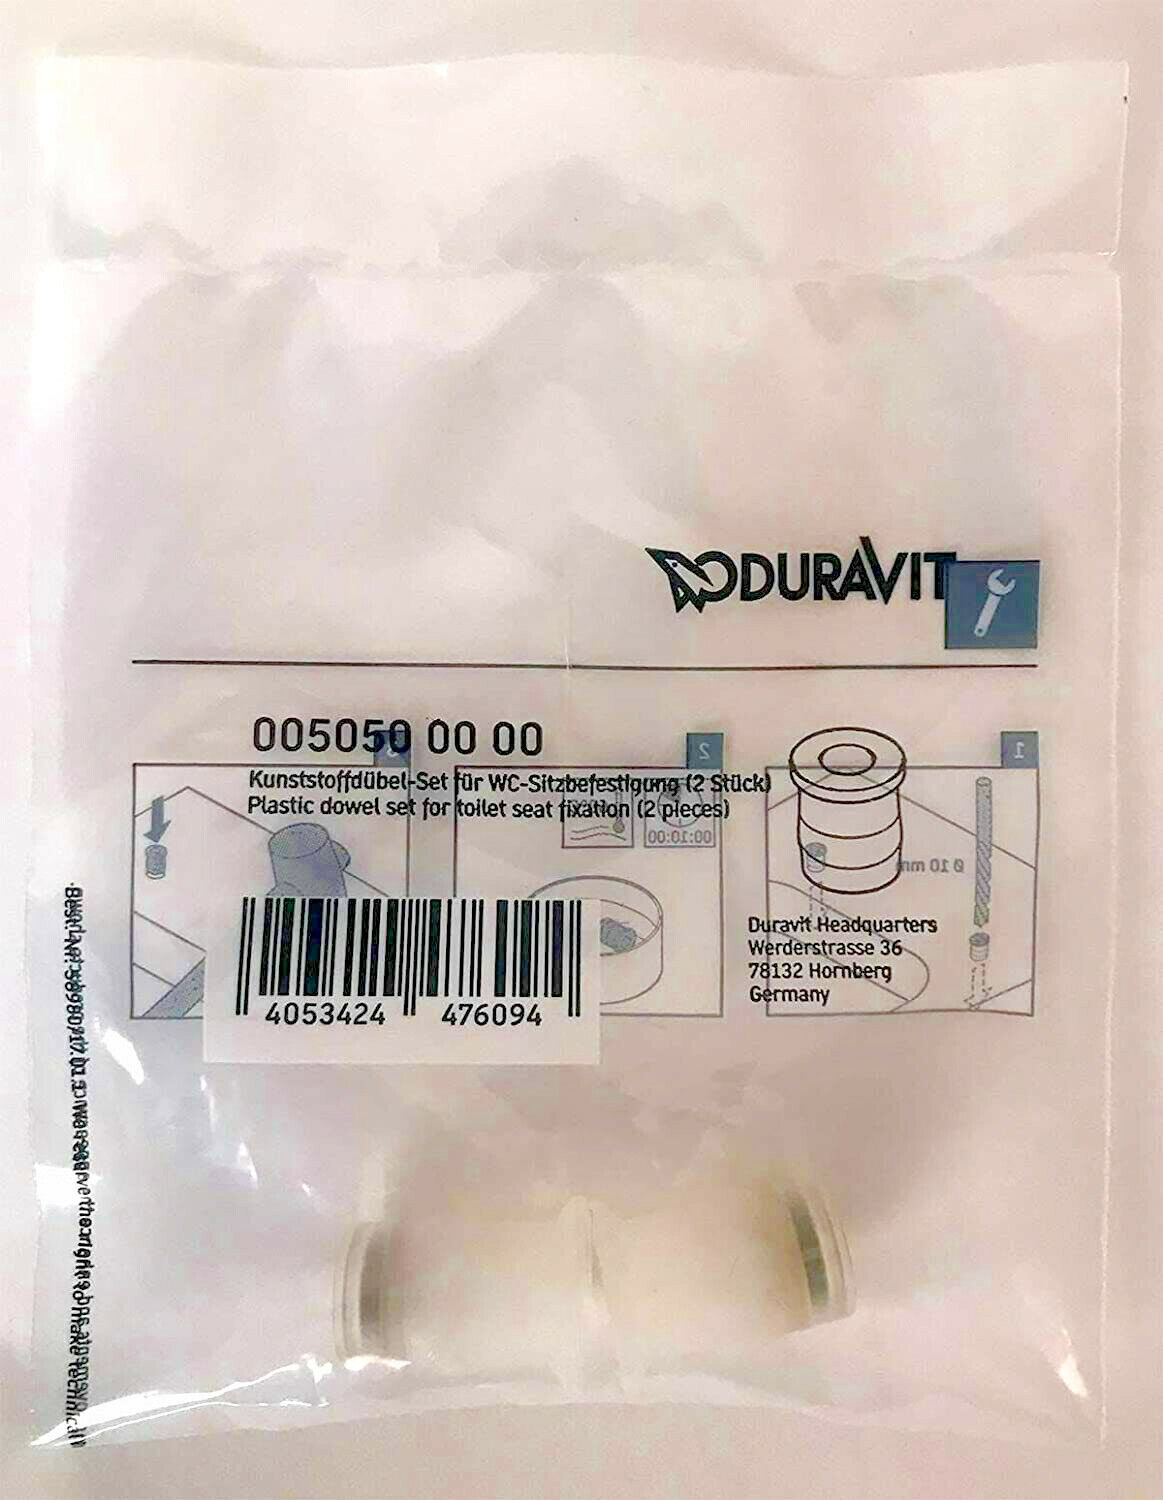 DURAVIT
005050 00 00
Kunststoffdübel-Set für WC-Sitzbefestigung (2 Stück)
Plastic dowel set for toilet seat fixation (2 pieces)
3
2
1
00:10:00
Ø 10 mm
Duravit Headquarters
Werderstrasse 36
78132 Hornberg
Germany
4053424 476094